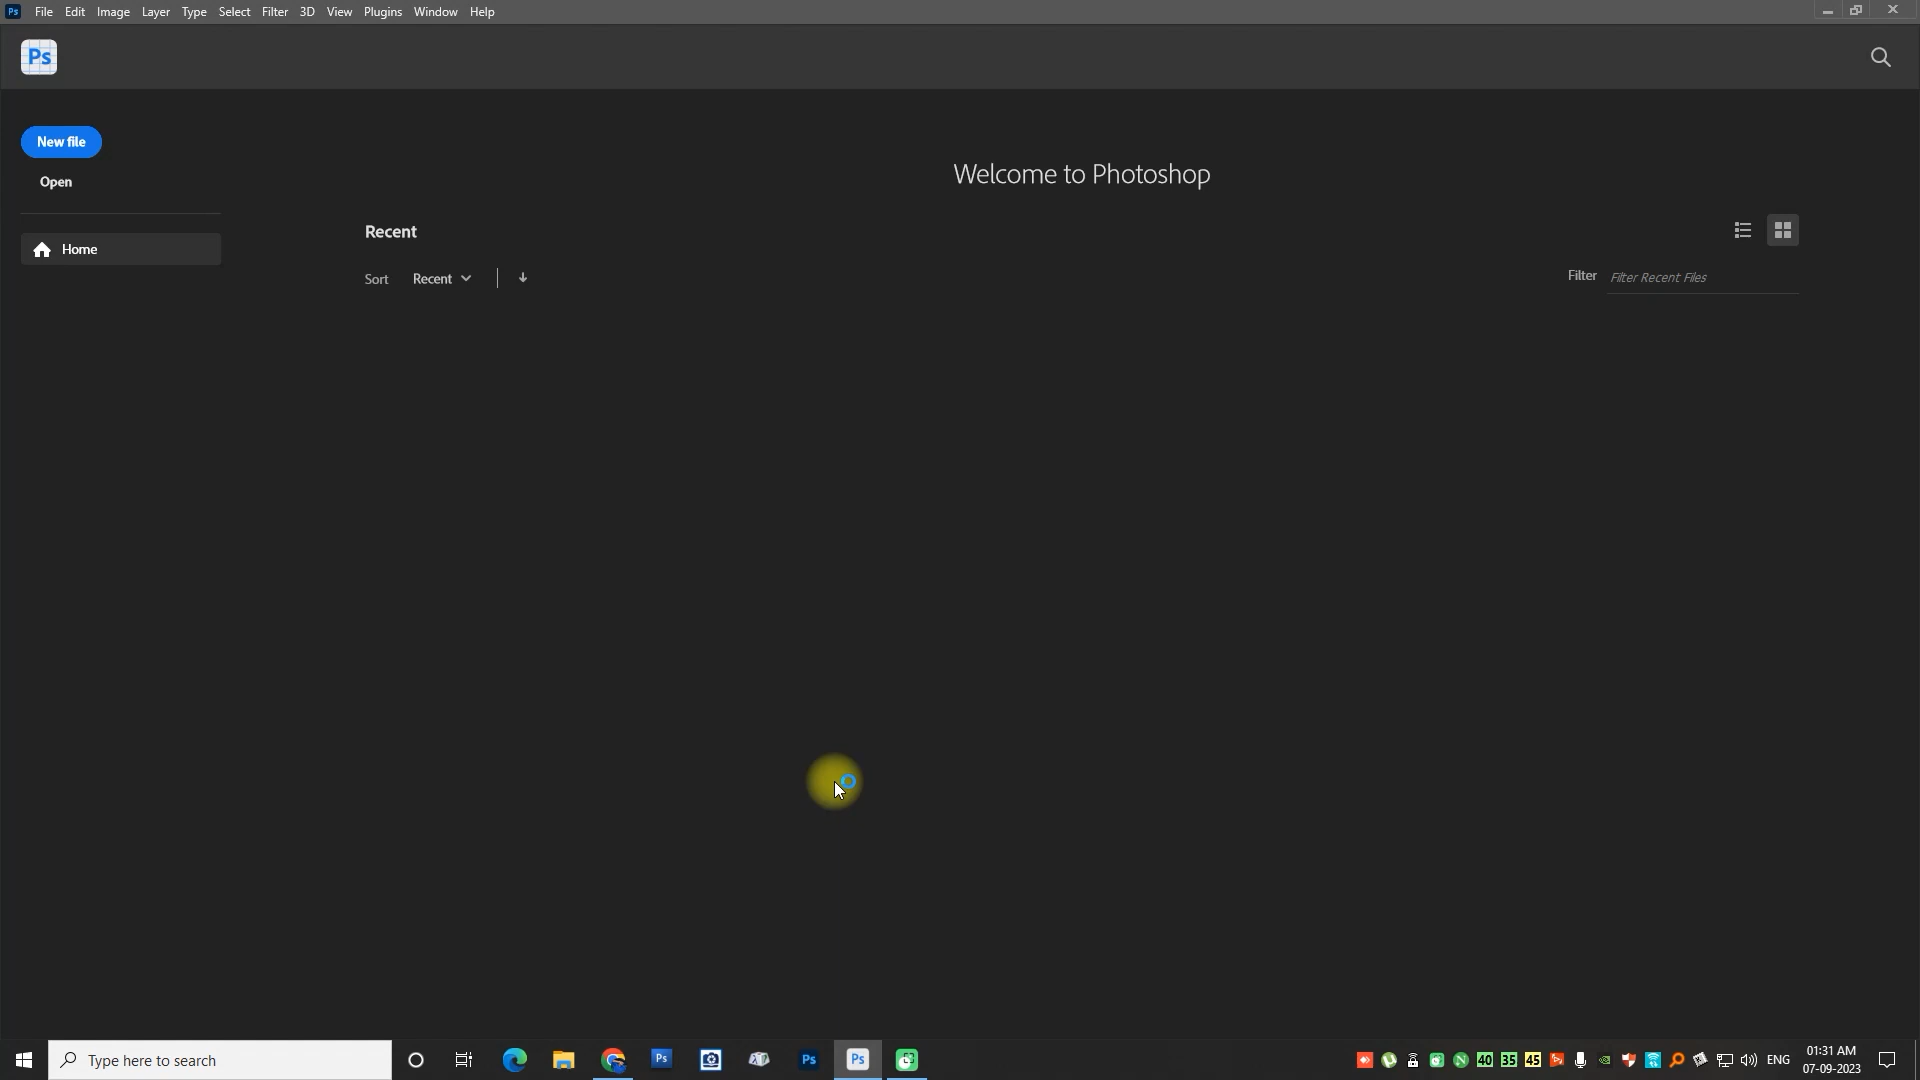 Ps File Edit Image Layer Type Select Filter 3D View Plugins Window Help
Ps
New file
Open
Welcome to Photoshop
Recent
Home
Sort Recent
Filter Filter Recent Files
Type here to search
Ps Ps Ps
N 40 35 45 ENG
01:31 AM
07-09-2023